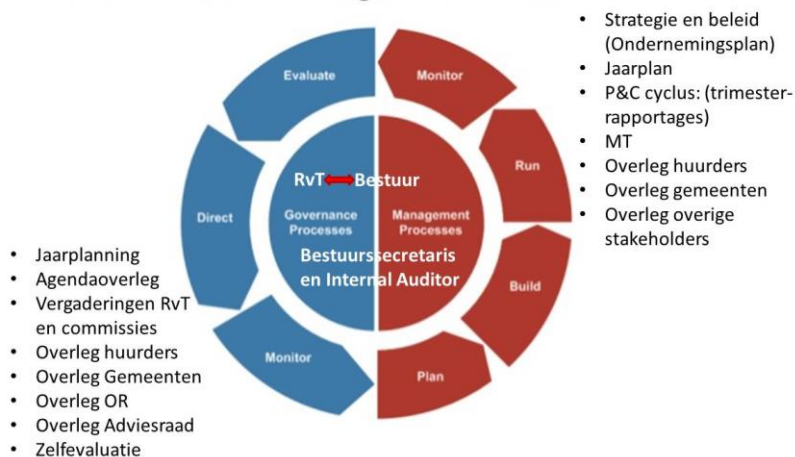 • Strategie en beleid
(Ondernemingsplan)
• Jaarplan
• P&C cyclus: (trimester-
rapportages)
• MT
• Overleg huurders
• Overleg gemeenten
• Overleg overige
stakeholders
Evaluate
Monitor
Run
RvT Bestuur
Direct
Governance
Processes
Management
Processes
Bestuurssecretaris
en Internal Auditor
Build
Monitor
Plan
• Jaarplanning
• Agendaoverleg
• Vergaderingen RvT
en commissies
• Overleg huurders
• Overleg Gemeenten
• Overleg OR
• Overleg Adviesraad
• Zelfevaluatie